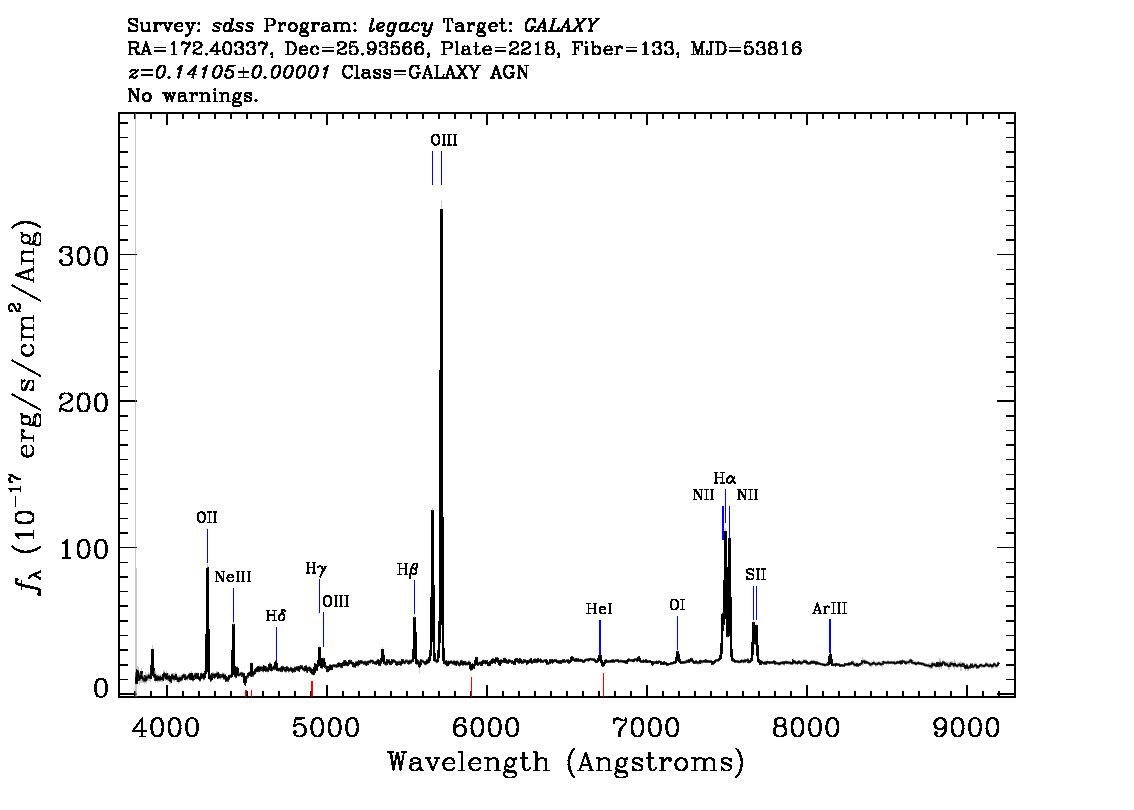 Survey: sdss Program: legacy Target: GALAXY
RA=172.40337, Dec=25.93566, Plate=2218, Fiber=133, MJD=53816
z=0.14105±0.00001 Class=GALAXY AGN
No warnings.
OIII
300
200
Hα
NII NII
OII
100
NeIII
Hγ
Hβ
SII
OIII
Hδ
HeI
OI
ArIII
0
4000 5000 6000 7000 8000 9000
Wavelength (Angstroms)
f_λ (10^−17 erg/s/cm^2/Ang)